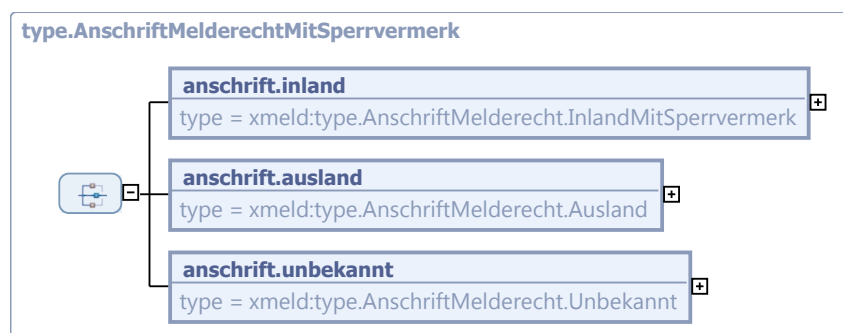 type.AnschriftMelderechtMitSperrvermerk
anschrift.inland
type = xmeld:type.AnschriftMelderecht.InlandMitSperrvermerk
anschrift.ausland
type = xmeld:type.AnschriftMelderecht.Ausland
anschrift.unbekannt
type = xmeld:type.AnschriftMelderecht.Unbekannt